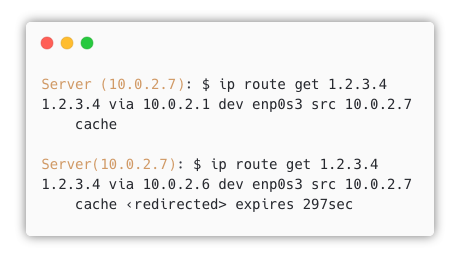 Server (10.0.2.7): $ ip route get 1.2.3.4
1.2.3.4 via 10.0.2.1 dev enp0s3 src 10.0.2.7
cache
Server(10.0.2.7): $ ip route get 1.2.3.4
1.2.3.4 via 10.0.2.6 dev enp0s3 src 10.0.2.7
cache ‹redirected> expires 297sec